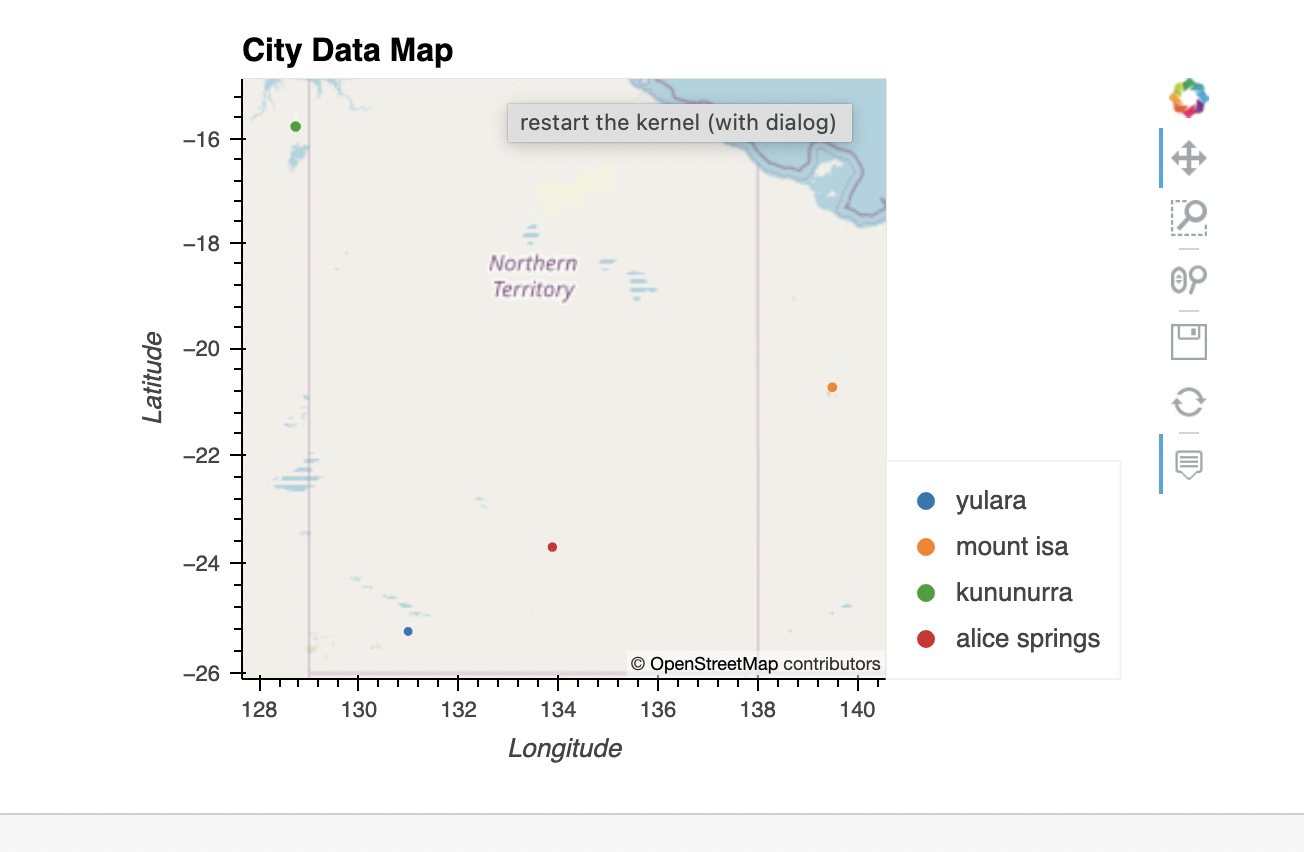 City Data Map
restart the kernel (with dialog)
−16
−18
−20
−22
−24
−26
Latitude
Northern
Territory
yulara
mount isa
kununurra
alice springs
© OpenStreetMap contributors
128 130 132 134 136 138 140
Longitude